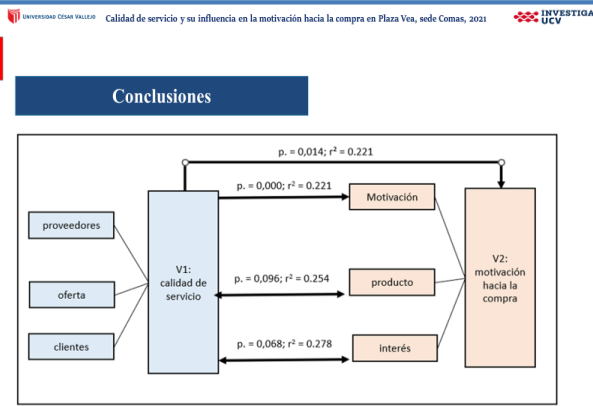 UNIVERSIDAD CÉSAR VALLEJO
Calidad de servicio y su influencia en la motivación hacia la compra en Plaza Vea, sede Comas, 2021
INVESTIGA
UCV
Conclusiones
p. = 0,014; r² = 0.221
p. = 0,000; r² = 0.221
Motivación
proveedores
V1:
calidad de
servicio
V2:
motivación
hacia la
compra
p. = 0,096; r² = 0.254
producto
oferta
p. = 0,068; r² = 0.278
interés
clientes